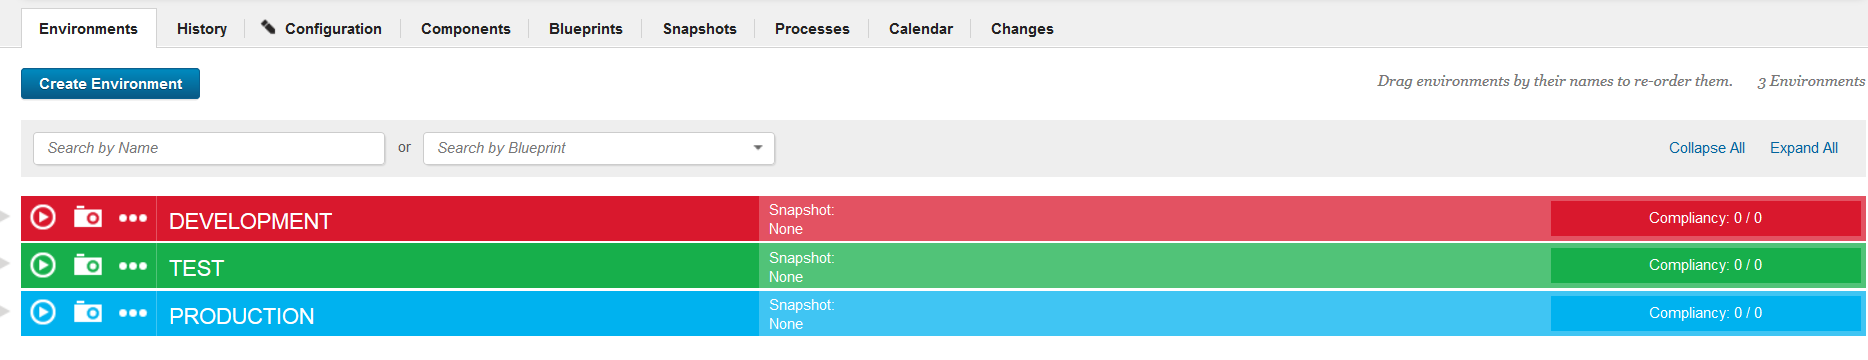 Environments History Configuration Components Blueprints Snapshots Processes Calendar Changes
Create Environment Drag environments by their names to re-order them. 3 Environments
Search by Name or Search by Blueprint Collapse All Expand All
DEVELOPMENT Snapshot: Compliancy: 0 / 0
None
TEST Snapshot: Compliancy: 0 / 0
None
PRODUCTION Snapshot: Compliancy: 0 / 0
None